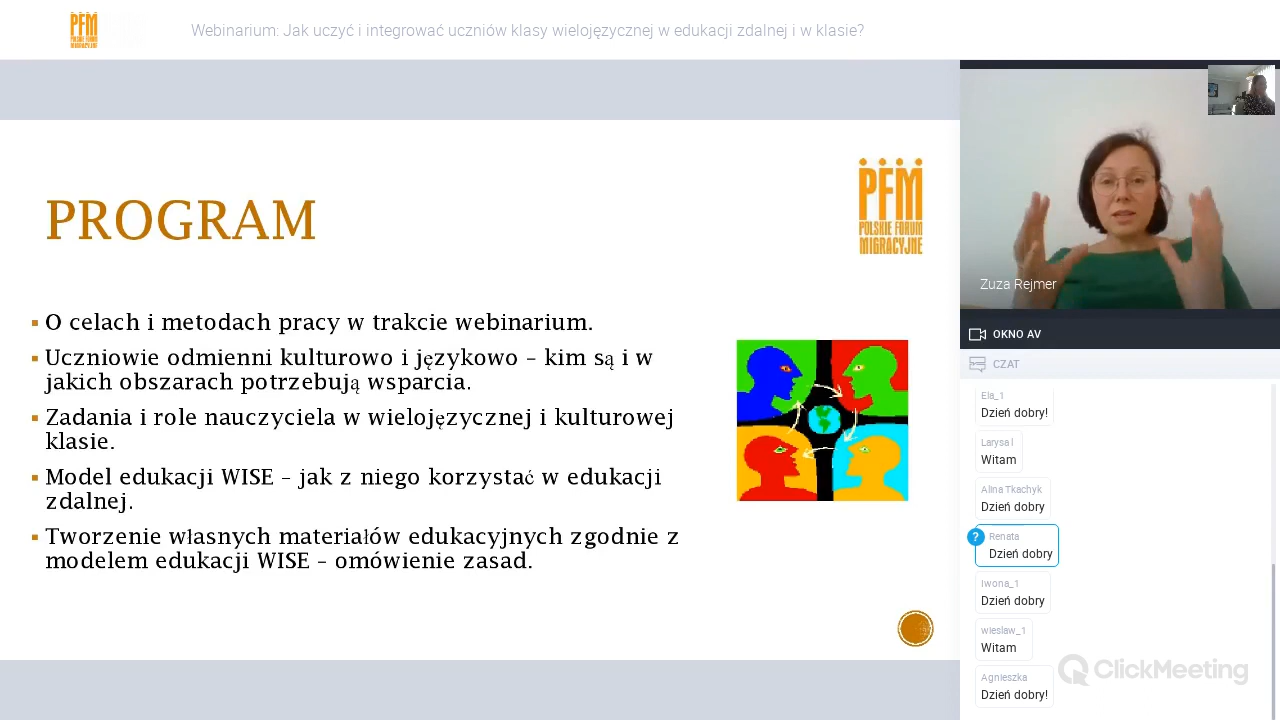 PFM
POLSKIE FORUM
MIGRACYJNE
Webinarium: Jak uczyć i integrować uczniów klasy wielojęzycznej w edukacji zdalnej i w klasie?
PROGRAM
PFM
POLSKIE FORUM
MIGRACYJNE
▪ O celach i metodach pracy w trakcie webinarium.
▪ Uczniowie odmienni kulturowo i językowo – kim są i w
jakich obszarach potrzebują wsparcia.
▪ Zadania i role nauczyciela w wielojęzycznej i kulturowej
klasie.
▪ Model edukacji WISE – jak z niego korzystać w edukacji
zdalnej.
▪ Tworzenie własnych materiałów edukacyjnych zgodnie z
modelem edukacji WISE – omówienie zasad.
Zuza Rejmer
OKNO AV
CZAT
Ela_1
Dzień dobry!
Larysa l
Witam
Alina Tkachyk
Dzień dobry
?
Renata
Dzień dobry
Iwona_1
Dzień dobry
wieslaw_1
Witam
Agnieszka
Dzień dobry!
ClickMeeting